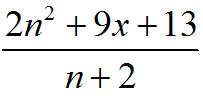 2n² + 9x + 13
n + 2